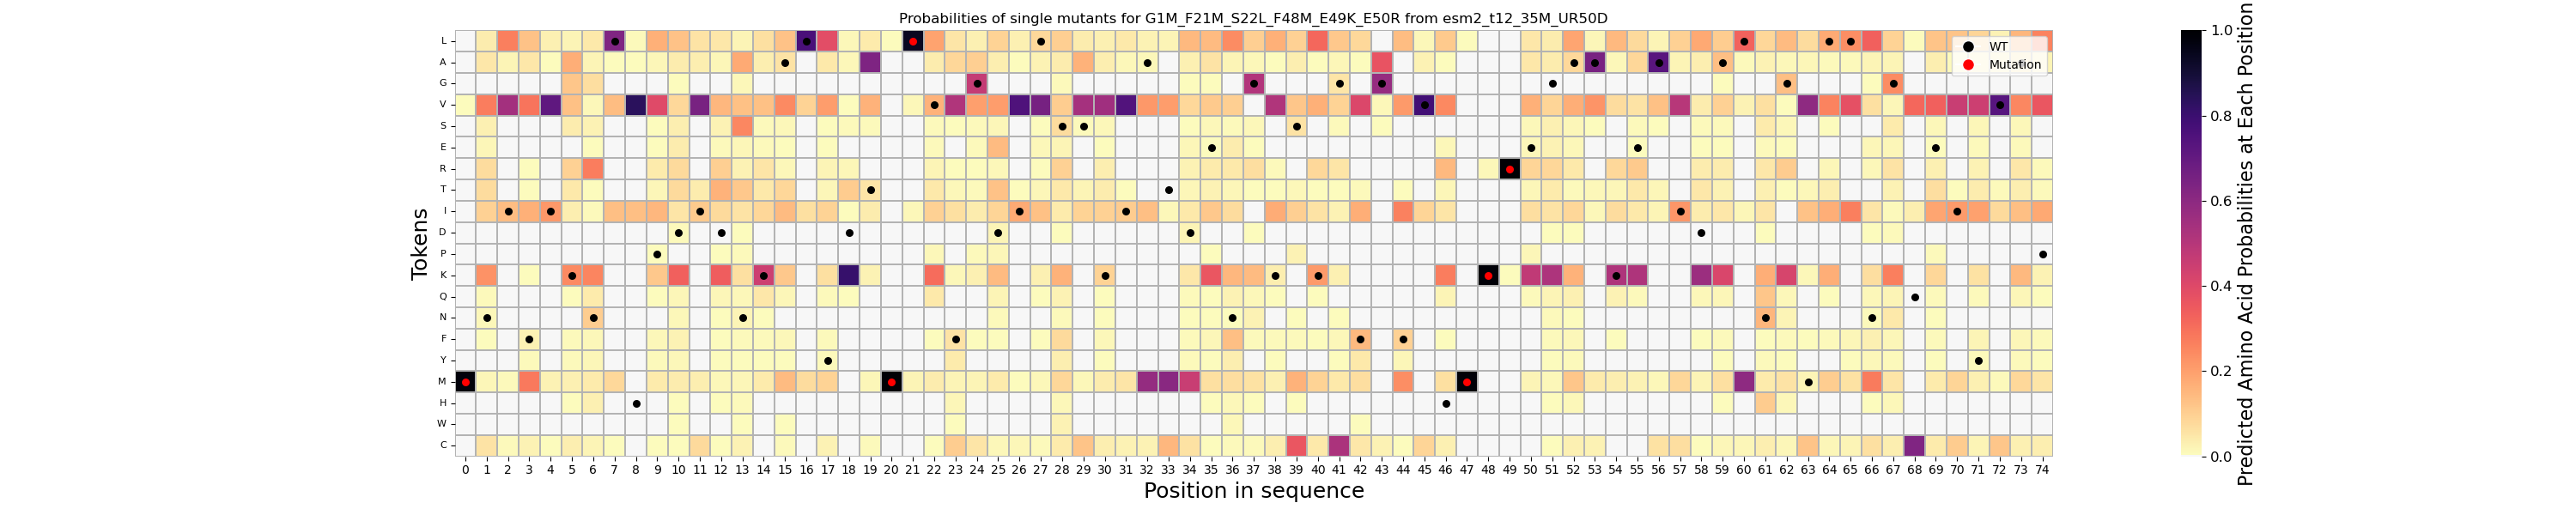 Probabilities of single mutants for G1M_F21M_S22L_F48M_E49K_E50R from esm2_t12_35M_UR50D
Tokens
L
A
G
V
S
E
R
T
I
D
P
K
Q
N
F
Y
M
H
W
C
WT
Mutation
0 1 2 3 4 5 6 7 8 9 10 11 12 13 14 15 16 17 18 19 20 21 22 23 24 25 26 27 28 29 30 31 32 33 34 35 36 37 38 39 40 41 42 43 44 45 46 47 48 49 50 51 52 53 54 55 56 57 58 59 60 61 62 63 64 65 66 67 68 69 70 71 72 73 74
Position in sequence
1.0
0.8
0.6
0.4
0.2
0.0
Predicted Amino Acid Probabilities at Each Position